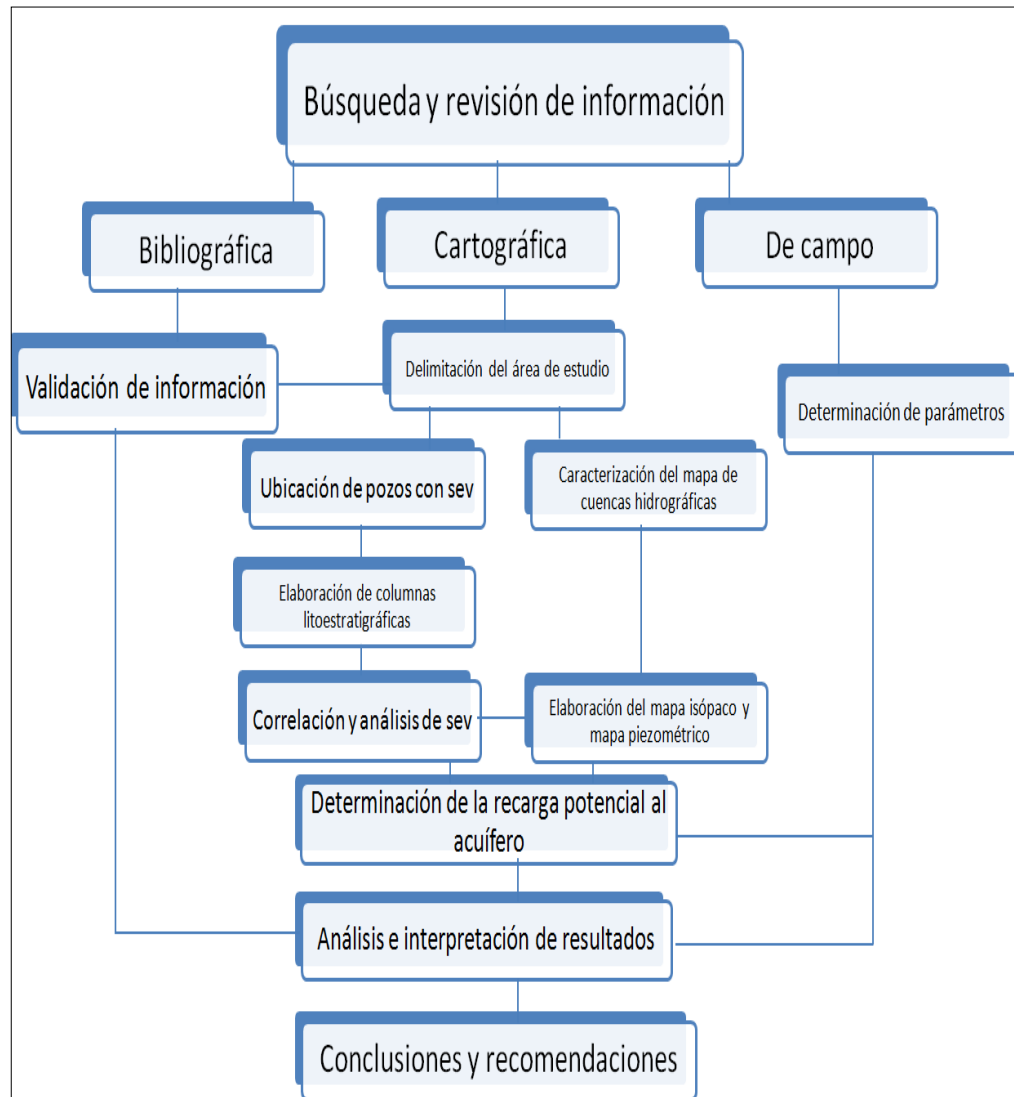 Búsqueda y revisión de información
Bibliográfica
Cartográfica
De campo
Validación de información
Delimitación del área de estudio
Determinación de parámetros
Ubicación de pozos con sev
Caracterización del mapa de
cuencas hidrográficas
Elaboración de columnas
litoestratigráficas
Correlación y análisis de sev
Elaboración del mapa isópaco y
mapa piezométrico
Determinación de la recarga potencial al
acuífero
Análisis e interpretación de resultados
Conclusiones y recomendaciones